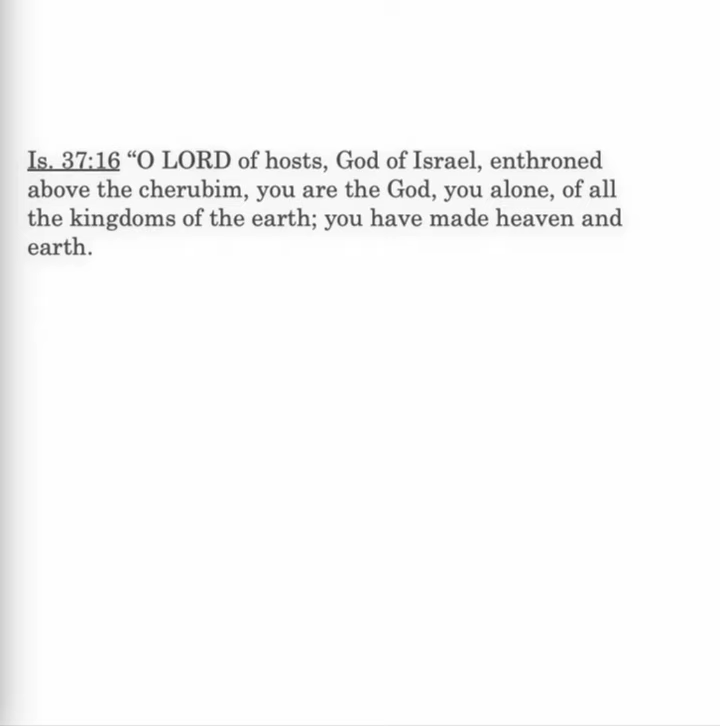 Is. 37:16 “O LORD of hosts, God of Israel, enthroned
above the cherubim, you are the God, you alone, of all
the kingdoms of the earth; you have made heaven and
earth.